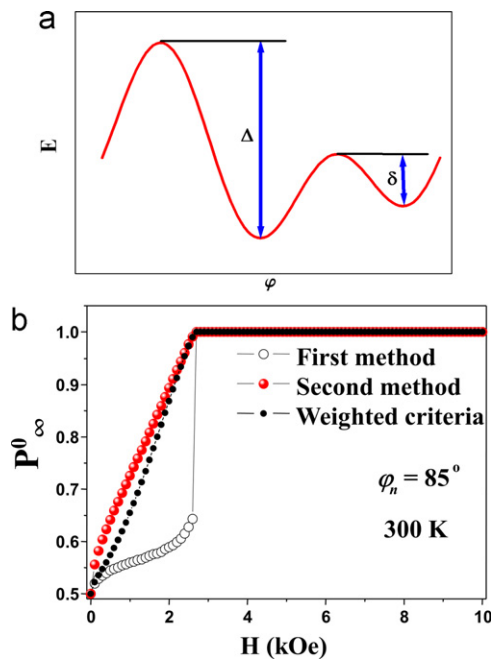 a
E
Δ
δ
φ
b
P⁰∞
1.0
0.9
0.8
0.7
0.6
0.5
First method
Second method
Weighted criteria
φn = 85°
300 K
0 2 4 6 8 10
H (kOe)